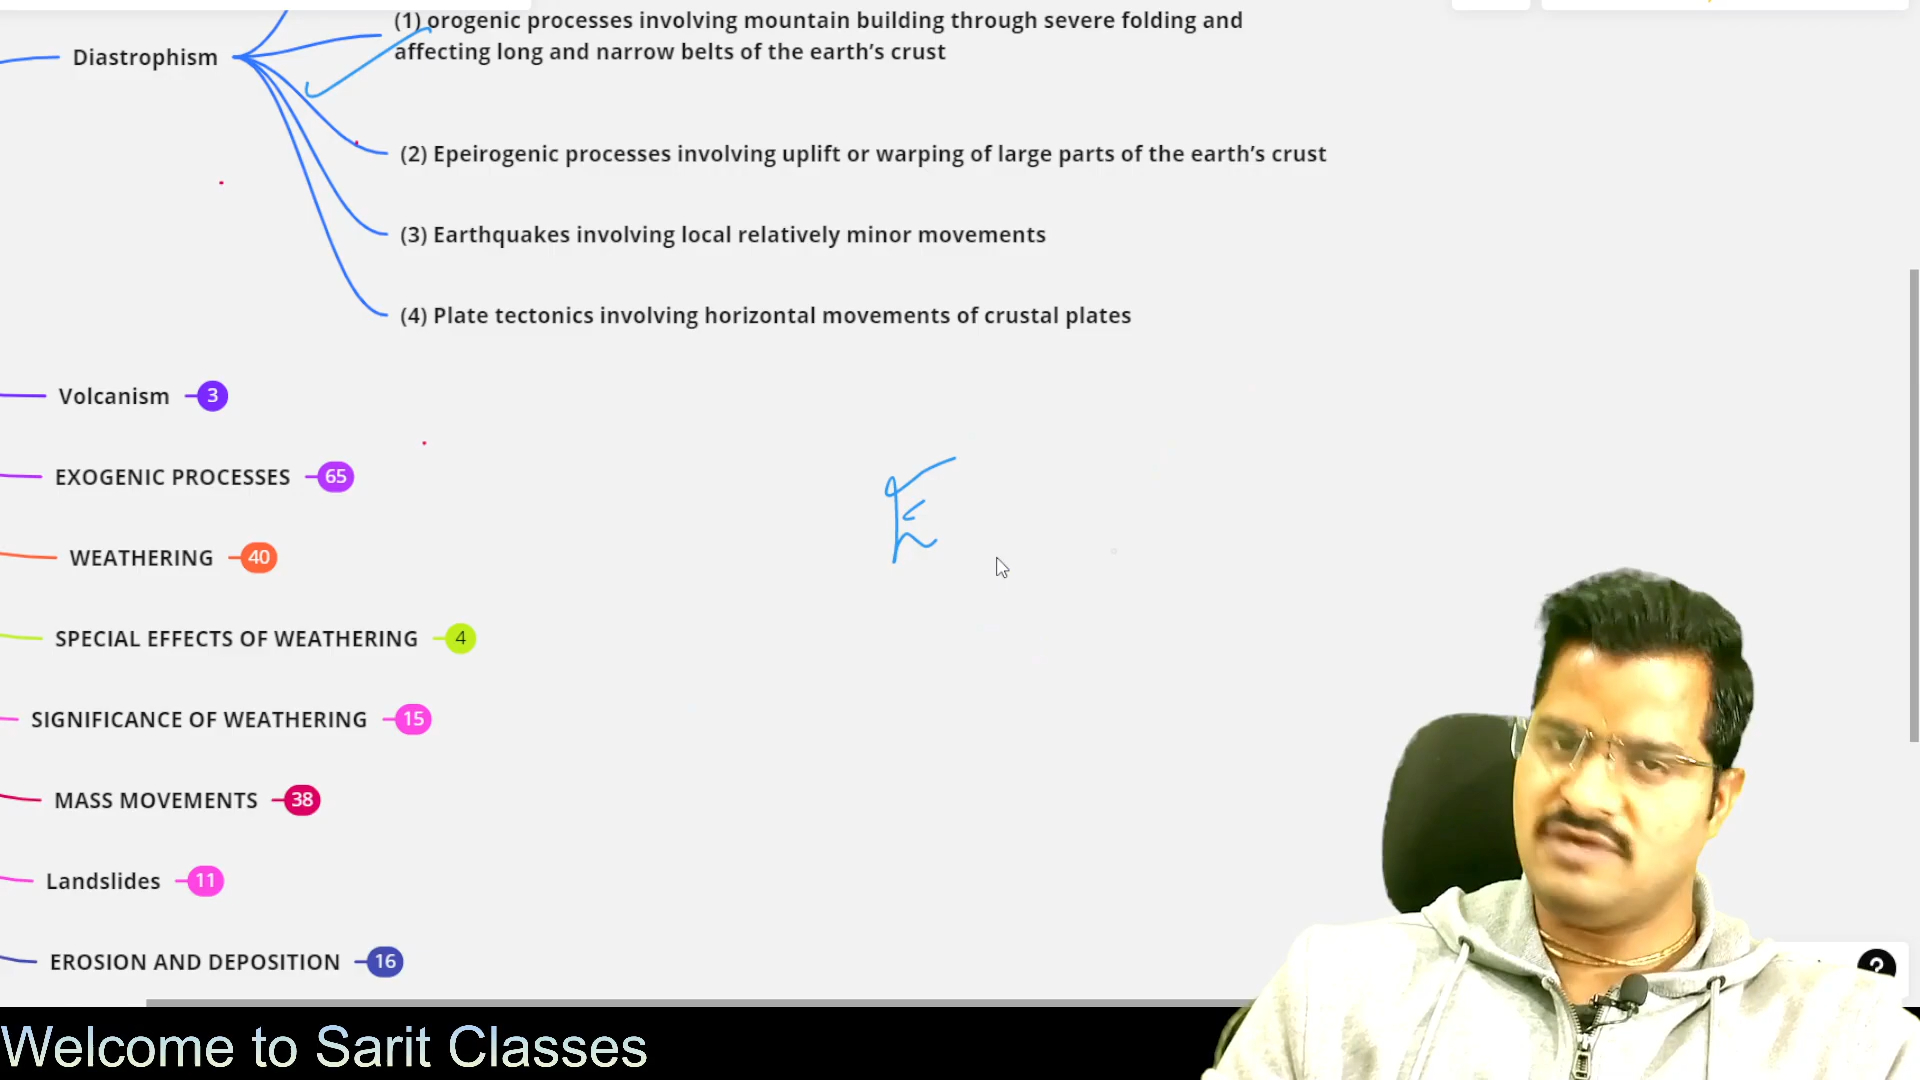 (1) orogenic processes involving mountain building through severe folding and
affecting long and narrow belts of the earth’s crust
Diastrophism
(2) Epeirogenic processes involving uplift or warping of large parts of the earth’s crust
(3) Earthquakes involving local relatively minor movements
(4) Plate tectonics involving horizontal movements of crustal plates
Volcanism 3
EXOGENIC PROCESSES 65
WEATHERING 40
SPECIAL EFFECTS OF WEATHERING 4
SIGNIFICANCE OF WEATHERING 15
MASS MOVEMENTS 38
Landslides 11
EROSION AND DEPOSITION 16
?
Welcome to Sarit Classes